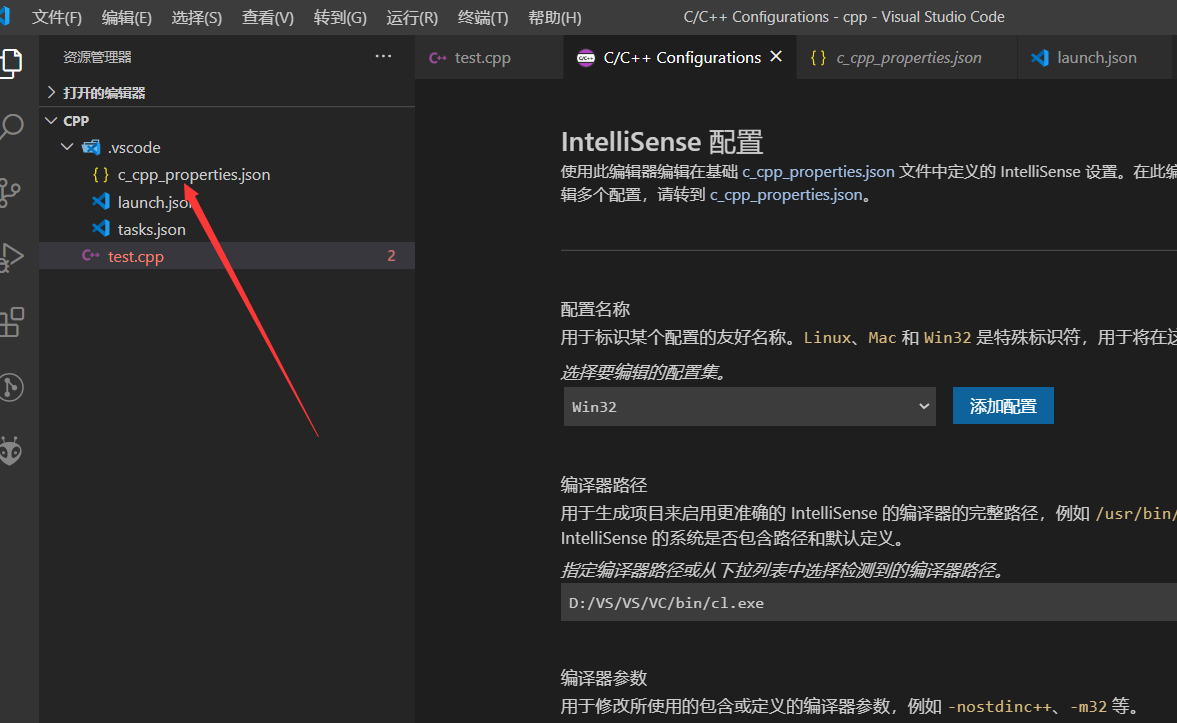 文件(F) 编辑(E) 选择(S) 查看(V) 转到(G) 运行(R) 终端(T) 帮助(H) C/C++ Configurations - cpp - Visual Studio Code
资源管理器 ···
test.cpp C/C++ Configurations c_cpp_properties.json launch.json
打开的编辑器
CPP
.vscode
c_cpp_properties.json
launch.json
tasks.json
test.cpp 2
IntelliSense 配置
使用此编辑器编辑在基础 c_cpp_properties.json 文件中定义的 IntelliSense 设置。在此编
辑多个配置，请转到 c_cpp_properties.json。
配置名称
用于标识某个配置的友好名称。Linux、Mac 和 Win32 是特殊标识符，用于将在这
选择要编辑的配置集。
Win32 添加配置
编译器路径
用于生成项目来启用更准确的 IntelliSense 的编译器的完整路径，例如 /usr/bin/
IntelliSense 的系统是否包含路径和默认定义。
指定编译器路径或从下拉列表中选择检测到的编译器路径。
D:/VS/VS/VC/bin/cl.exe
编译器参数
用于修改所使用的包含或定义的编译器参数，例如 -nostdinc++、-m32 等。